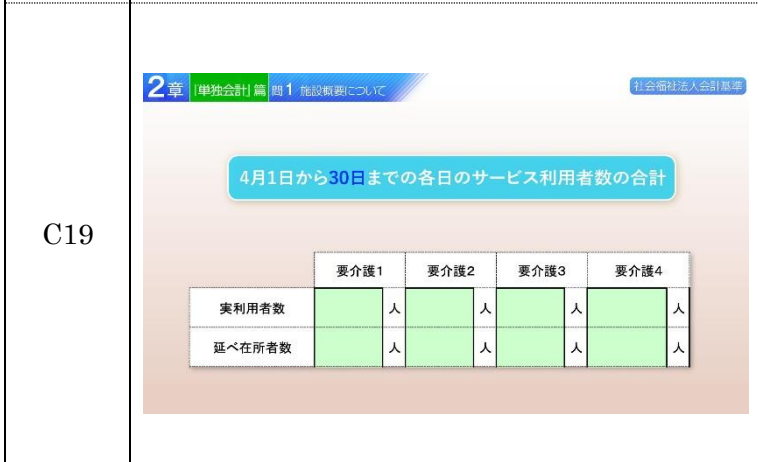 C19
2章 「単独会計」篇 問1 施設概要について
社会福祉法人会計基準
4月1日から30日までの各日のサービス利用者数の合計
要介護1 要介護2 要介護3 要介護4
実利用者数 人 人 人 人
延べ在所者数 人 人 人 人